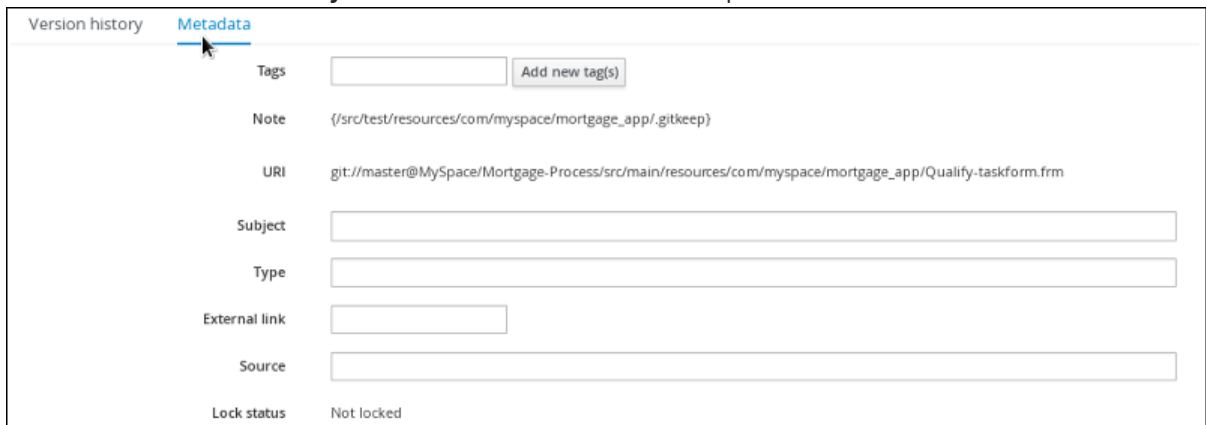 Version history Metadata
Tags Add new tag(s)
Note {/src/test/resources/com/myspace/mortgage_app/.gitkeep}
URI git://master@MySpace/Mortgage-Process/src/main/resources/com/myspace/mortgage_app/Qualify-taskform.frm
Subject
Type
External link
Source
Lock status Not locked